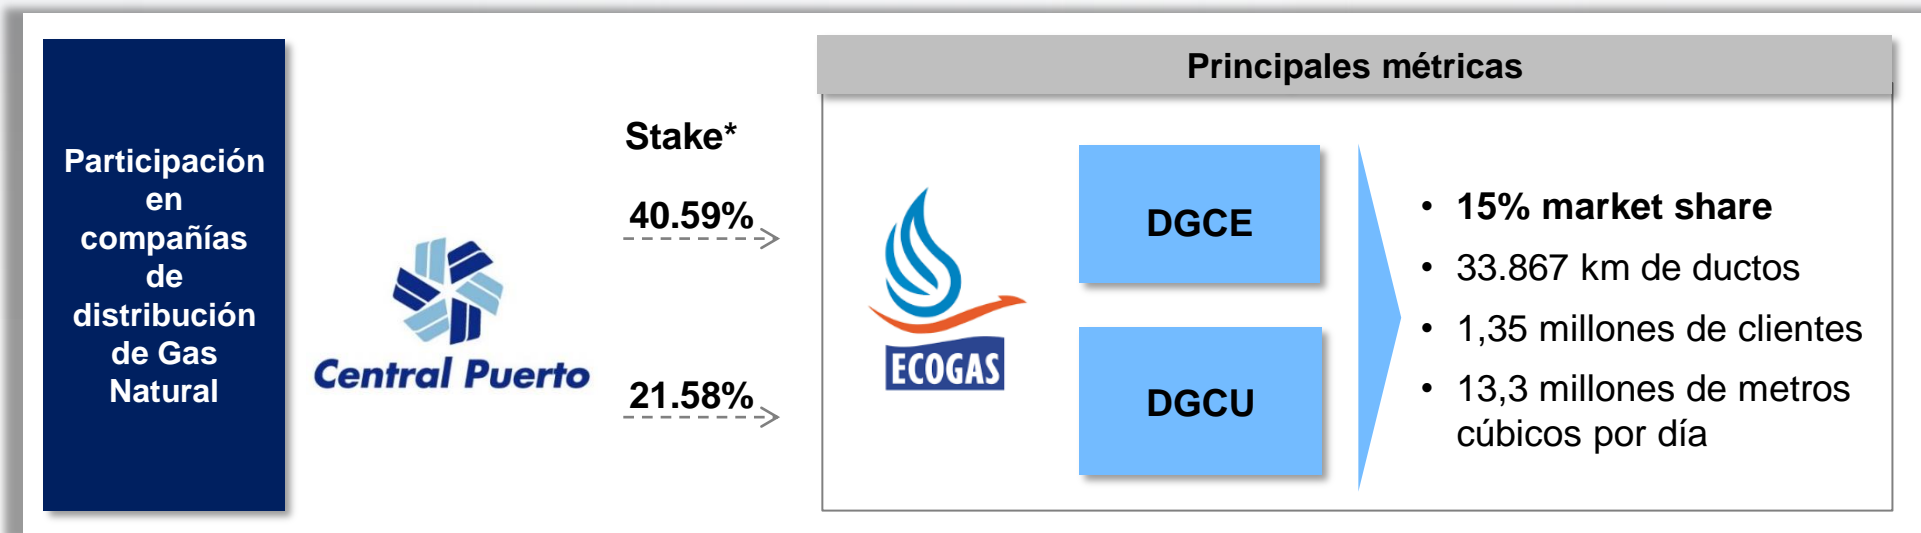 Participación
en
compañías
de
distribución
de Gas
Natural
Central Puerto
Stake*
40.59%
21.58%
Principales métricas
ECOGAS
DGCE
DGCU
• 15% market share
• 33.867 km de ductos
• 1,35 millones de clientes
• 13,3 millones de metros
cúbicos por día